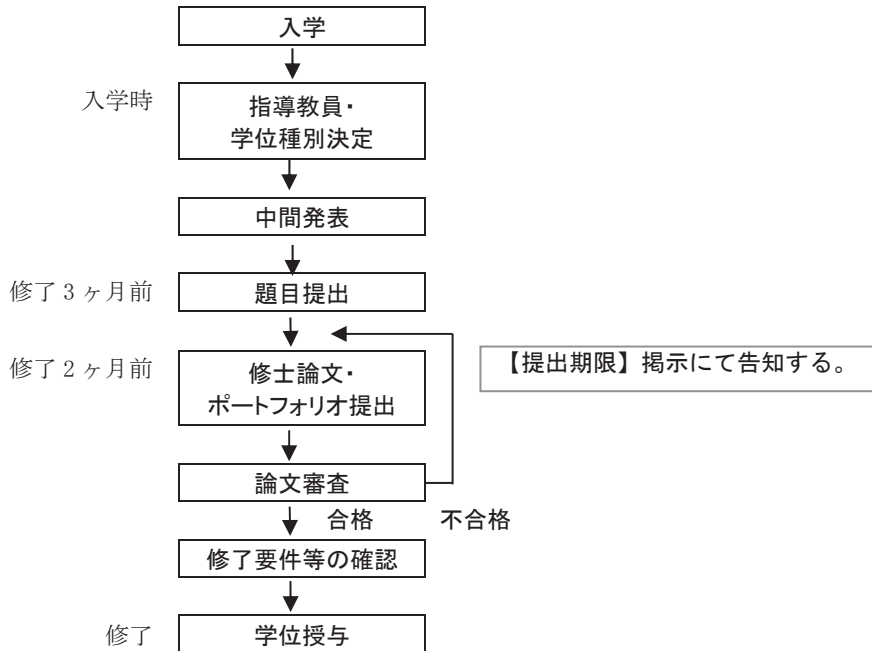 入学
入学時
指導教員・
学位種別決定
中間発表
修了3ヶ月前
題目提出
修了2ヶ月前
修士論文・
ポートフォリオ提出
【提出期限】掲示にて告知する。
論文審査
合格 不合格
修了要件等の確認
修了
学位授与